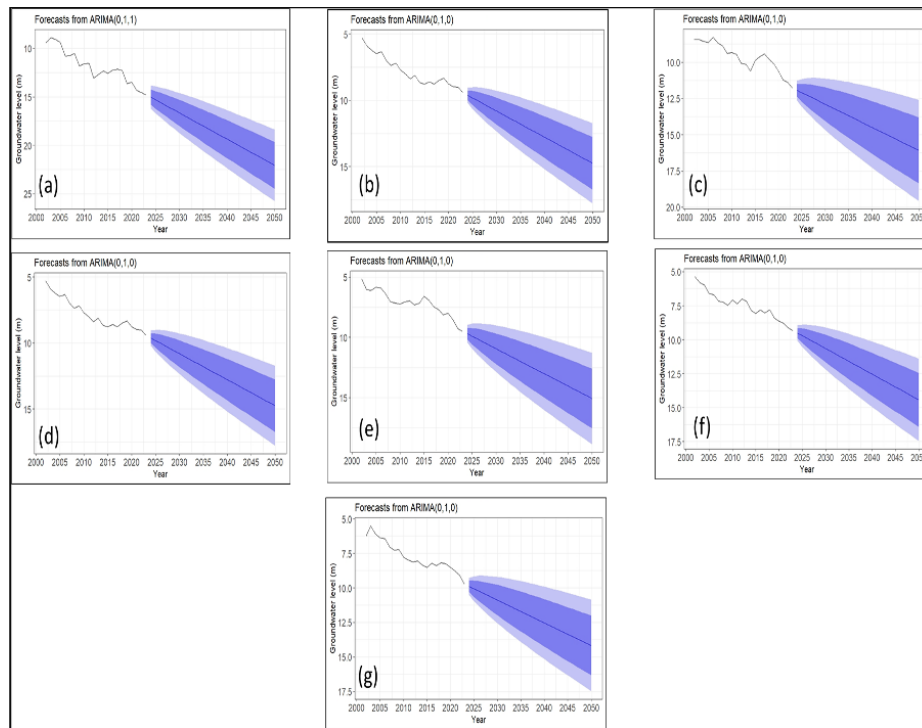 Forecasts from ARIMA(0,1,1)
Groundwater level (m)
10
15
20
25
(a)
2000 2005 2010 2015 2020 2025 2030 2035 2040 2045 2050
Year
Forecasts from ARIMA(0,1,0)
Groundwater level (m)
5
10
15
(b)
2000 2005 2010 2015 2020 2025 2030 2035 2040 2045 2050
Year
Forecasts from ARIMA(0,1,0)
Groundwater level (m)
10.0
12.5
15.0
17.5
20.0
(c)
2000 2005 2010 2015 2020 2025 2030 2035 2040 2045 2050
Year
Forecasts from ARIMA(0,1,0)
Groundwater level (m)
5
10
15
(d)
2000 2005 2010 2015 2020 2025 2030 2035 2040 2045 2050
Year
Forecasts from ARIMA(0,1,0)
Groundwater level (m)
5
10
15
(e)
2000 2005 2010 2015 2020 2025 2030 2035 2040 2045 2050
Year
Forecasts from ARIMA(0,1,0)
Groundwater level (m)
5.0
7.5
10.0
12.5
15.0
17.5
(f)
2000 2005 2010 2015 2020 2025 2030 2035 2040 2045 2050
Year
Forecasts from ARIMA(0,1,0)
Groundwater level (m)
5.0
7.5
10.0
12.5
15.0
17.5
(g)
2000 2005 2010 2015 2020 2025 2030 2035 2040 2045 2050
Year